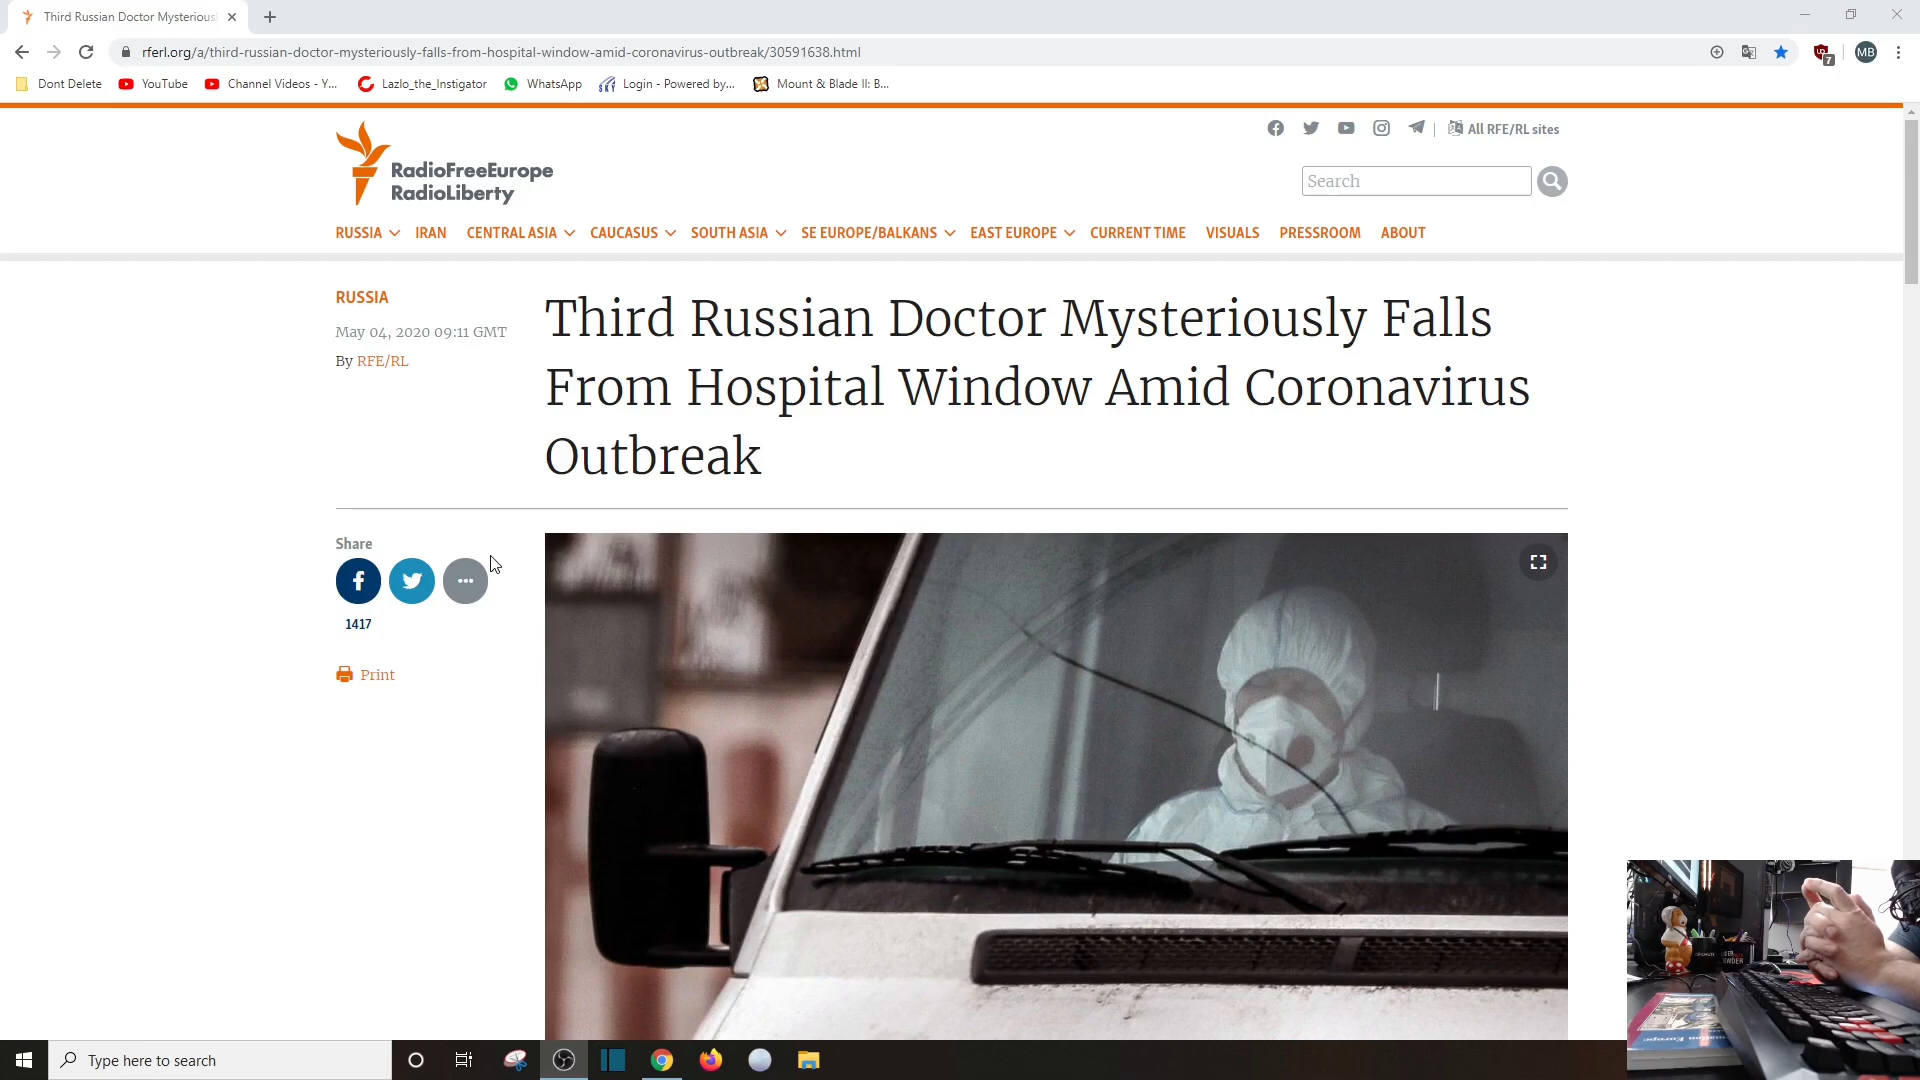 Third Russian Doctor Mysterious
rferl.org/a/third-russian-doctor-mysteriously-falls-from-hospital-window-amid-coronavirus-outbreak/30591638.html
7
MB
Dont Delete
YouTube
Channel Videos - Y...
Lazlo_the_Instigator
WhatsApp
Login - Powered by...
Mount & Blade II: B...
All RFE/RL sites
RadioFreeEurope
RadioLiberty
Search
RUSSIA IRAN CENTRAL ASIA CAUCASUS SOUTH ASIA SE EUROPE/BALKANS EAST EUROPE CURRENT TIME VISUALS PRESSROOM ABOUT
RUSSIA
May 04, 2020 09:11 GMT
By RFE/RL
Third Russian Doctor Mysteriously Falls
From Hospital Window Amid Coronavirus
Outbreak
Share
1417
Print
Type here to search